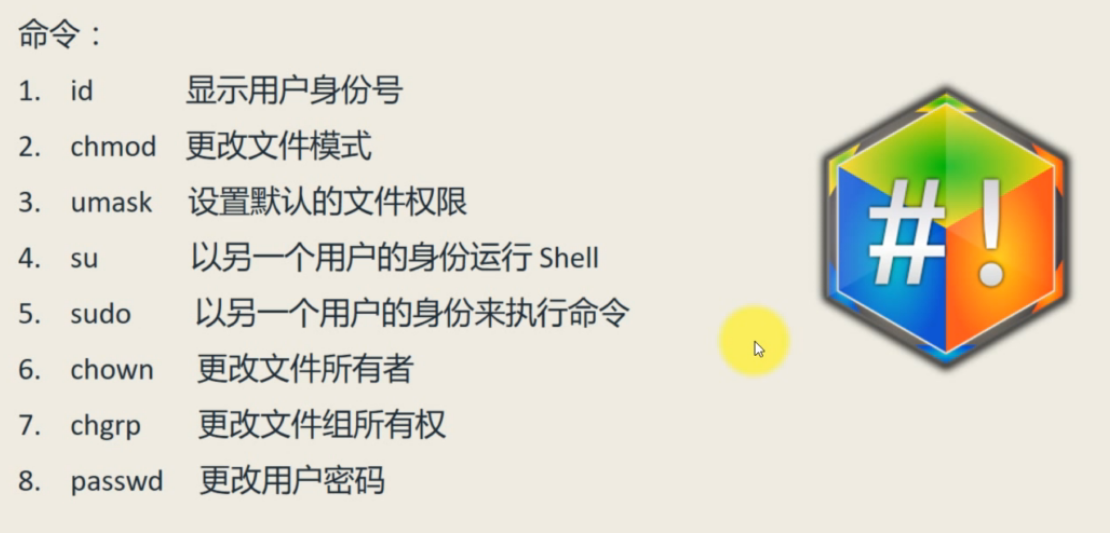 命令：
1. id 显示用户身份号
2. chmod 更改文件模式
3. umask 设置默认的文件权限
4. su 以另一个用户的身份运行 Shell
5. sudo 以另一个用户的身份来执行命令
6. chown 更改文件所有者
7. chgrp 更改文件组所有权
8. passwd 更改用户密码
#!